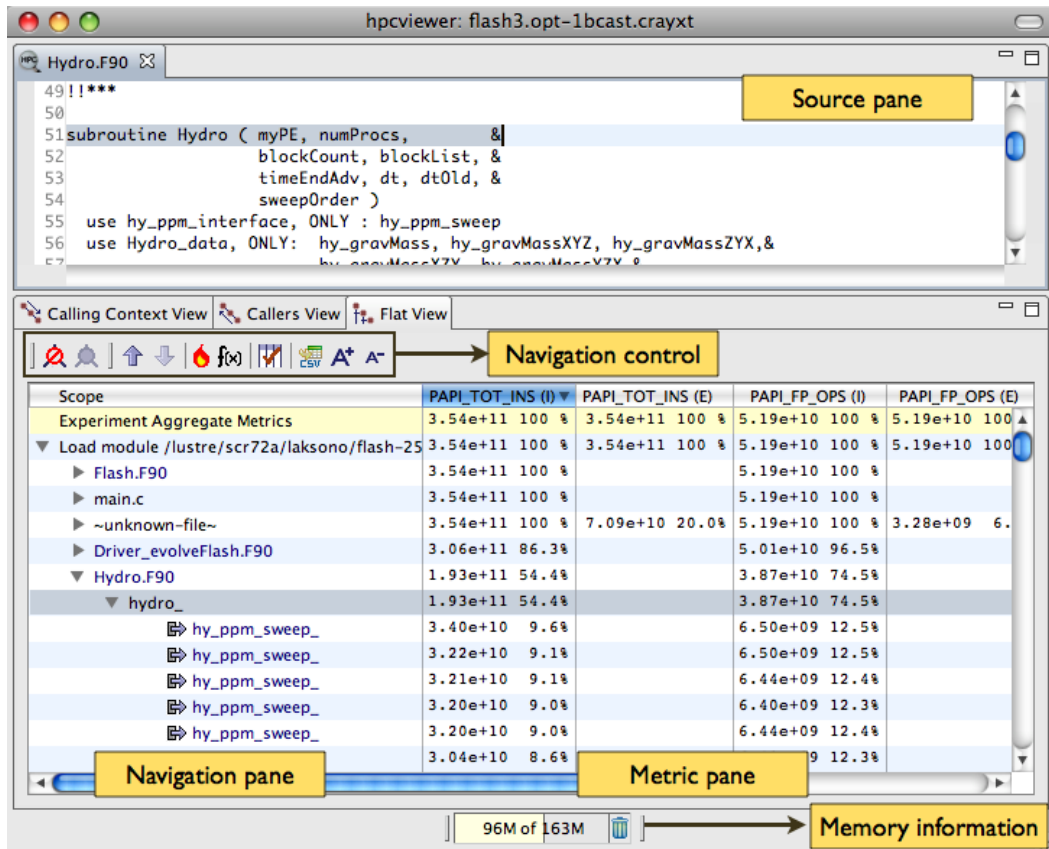 hpcviewer: flash3.opt-1bcast.crayxt
Hydro.F90
49 !!***
50
51 subroutine Hydro ( myPE, numProcs, &
52 blockCount, blockList, &
53 timeEndAdv, dt, dtOld, &
54 sweepOrder )
55 use hy_ppm_interface, ONLY : hy_ppm_sweep
56 use Hydro_data, ONLY: hy_gravMass, hy_gravMassXYZ, hy_gravMassZYX,&
57
Source pane
Calling Context View Callers View Flat View
f(x) CSV A+ A-
Navigation control
Scope PAPI_TOT_INS (I) PAPI_TOT_INS (E) PAPI_FP_OPS (I) PAPI_FP_OPS (E)
Experiment Aggregate Metrics 3.54e+11 100 % 3.54e+11 100 % 5.19e+10 100 % 5.19e+10 100
Load module /lustre/scr72a/laksono/flash-25 3.54e+11 100 % 3.54e+11 100 % 5.19e+10 100 % 5.19e+10 100
Flash.F90 3.54e+11 100 % 5.19e+10 100 %
main.c 3.54e+11 100 % 5.19e+10 100 %
~unknown-file~ 3.54e+11 100 % 7.09e+10 20.0% 5.19e+10 100 % 3.28e+09 6.
Driver_evolveFlash.F90 3.06e+11 86.3% 5.01e+10 96.5%
Hydro.F90 1.93e+11 54.4% 3.87e+10 74.5%
hydro_ 1.93e+11 54.4% 3.87e+10 74.5%
hy_ppm_sweep_ 3.40e+10 9.6% 6.50e+09 12.5%
hy_ppm_sweep_ 3.22e+10 9.1% 6.50e+09 12.5%
hy_ppm_sweep_ 3.21e+10 9.1% 6.44e+09 12.4%
hy_ppm_sweep_ 3.20e+10 9.0% 6.40e+09 12.3%
hy_ppm_sweep_ 3.20e+10 9.0% 6.44e+09 12.4%
3.04e+10 8.6% 9 12.3%
Navigation pane
Metric pane
96M of 163M
Memory information